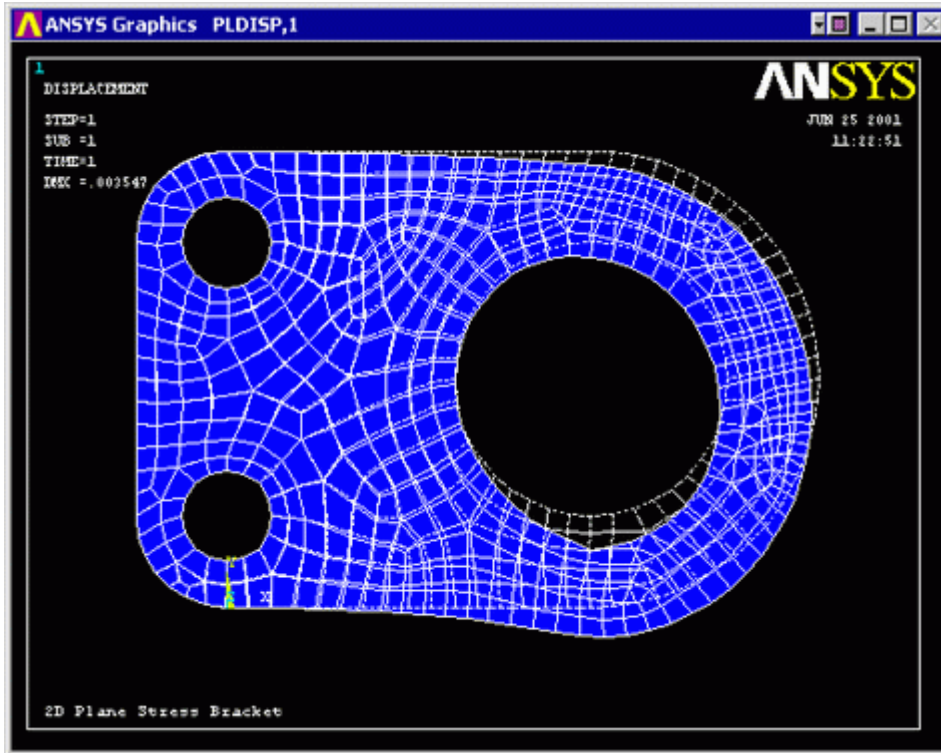 ANSYS Graphics PLDISP,1
1
DISPLACEMENT
STEP=1
SUB =1
TIME=1
DMX =.003547
ANSYS
JUN 25 2001
11:22:51
X
2D Plane Stress Bracket